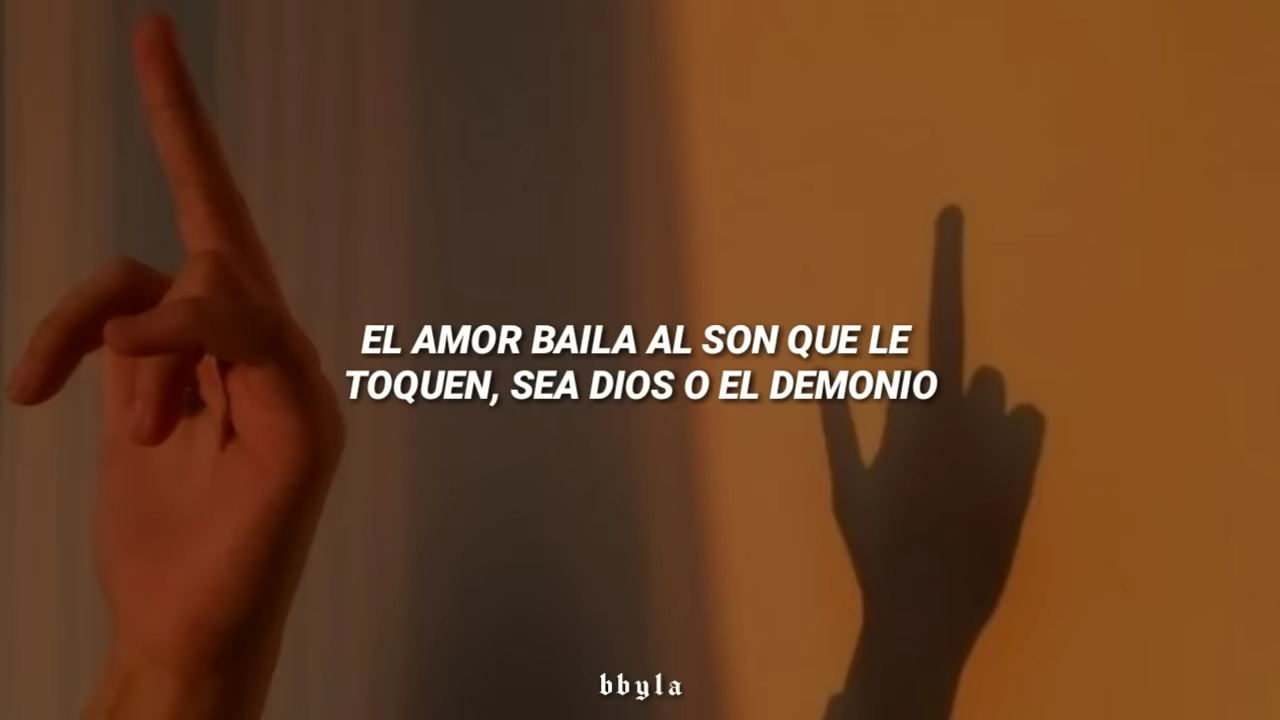 EL AMOR BAILA AL SON QUE LE
TOQUEN, SEA DIOS O EL DEMONIO
bbyla